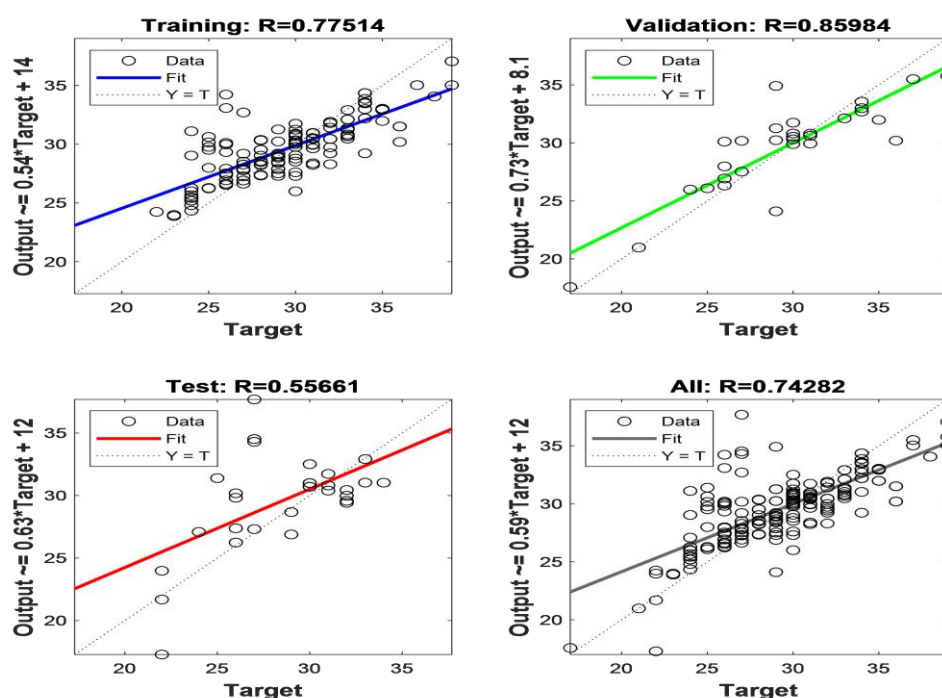 Training: R=0.77514
Output ~= 0.54*Target + 14
Data
Fit
Y = T
35
30
25
20
20 25 30 35
Target
Validation: R=0.85984
Output ~= 0.73*Target + 8.1
Data
Fit
Y = T
35
30
25
20
20 25 30 35
Target
Test: R=0.55661
Output ~= 0.63*Target + 12
Data
Fit
Y = T
35
30
25
20
20 25 30 35
Target
All: R=0.74282
Output ~= 0.59*Target + 12
Data
Fit
Y = T
35
30
25
20
20 25 30 35
Target